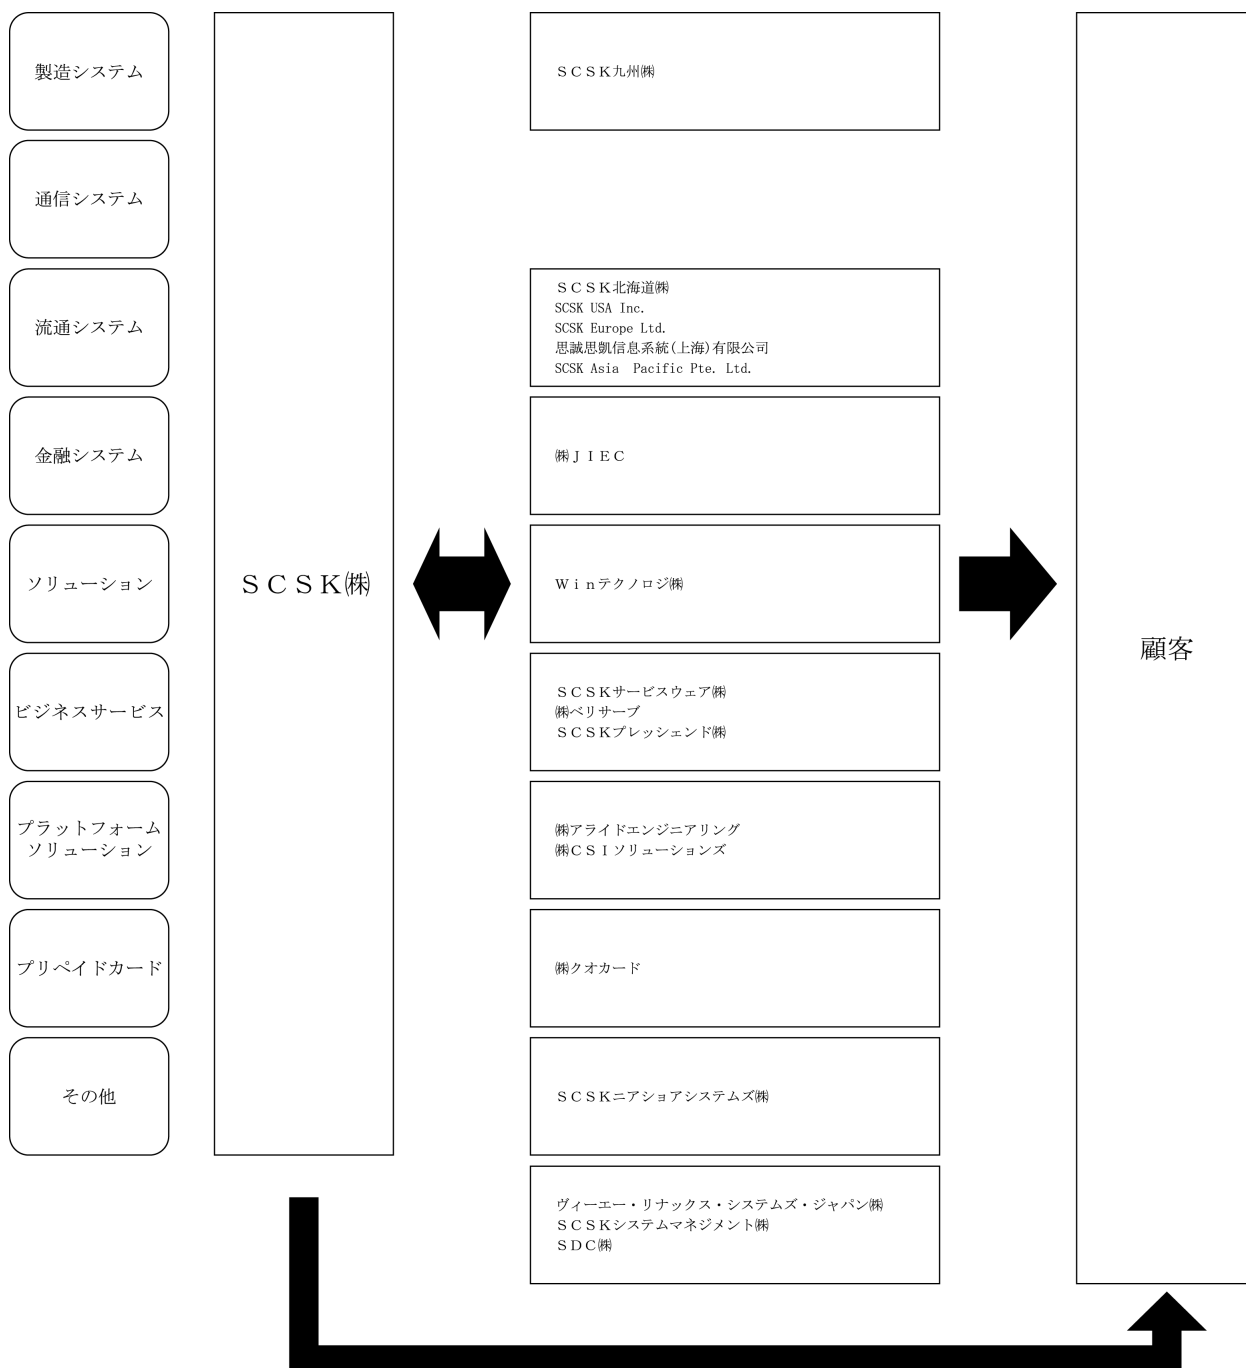 製造システム
ＳＣＳＫ九州㈱
通信システム
流通システム
ＳＣＳＫ北海道㈱
SCSK USA Inc.
SCSK Europe Ltd.
思誠思凱信息系統(上海)有限公司
SCSK Asia　Pacific Pte. Ltd.
金融システム
㈱ＪＩＥＣ
ソリューション
ＳＣＳＫ㈱
Ｗｉｎテクノロジ㈱
顧客
ビジネスサービス
ＳＣＳＫサービスウェア㈱
㈱ベリサーブ
ＳＣＳＫプレッシェンド㈱
プラットフォーム
ソリューション
㈱アライドエンジニアリング
㈱ＣＳＩソリューションズ
プリペイドカード
㈱クオカード
その他
ＳＣＳＫニアショアシステムズ㈱
ヴィーエー・リナックス・システムズ・ジャパン㈱
ＳＣＳＫシステムマネジメント㈱
ＳＤＣ㈱